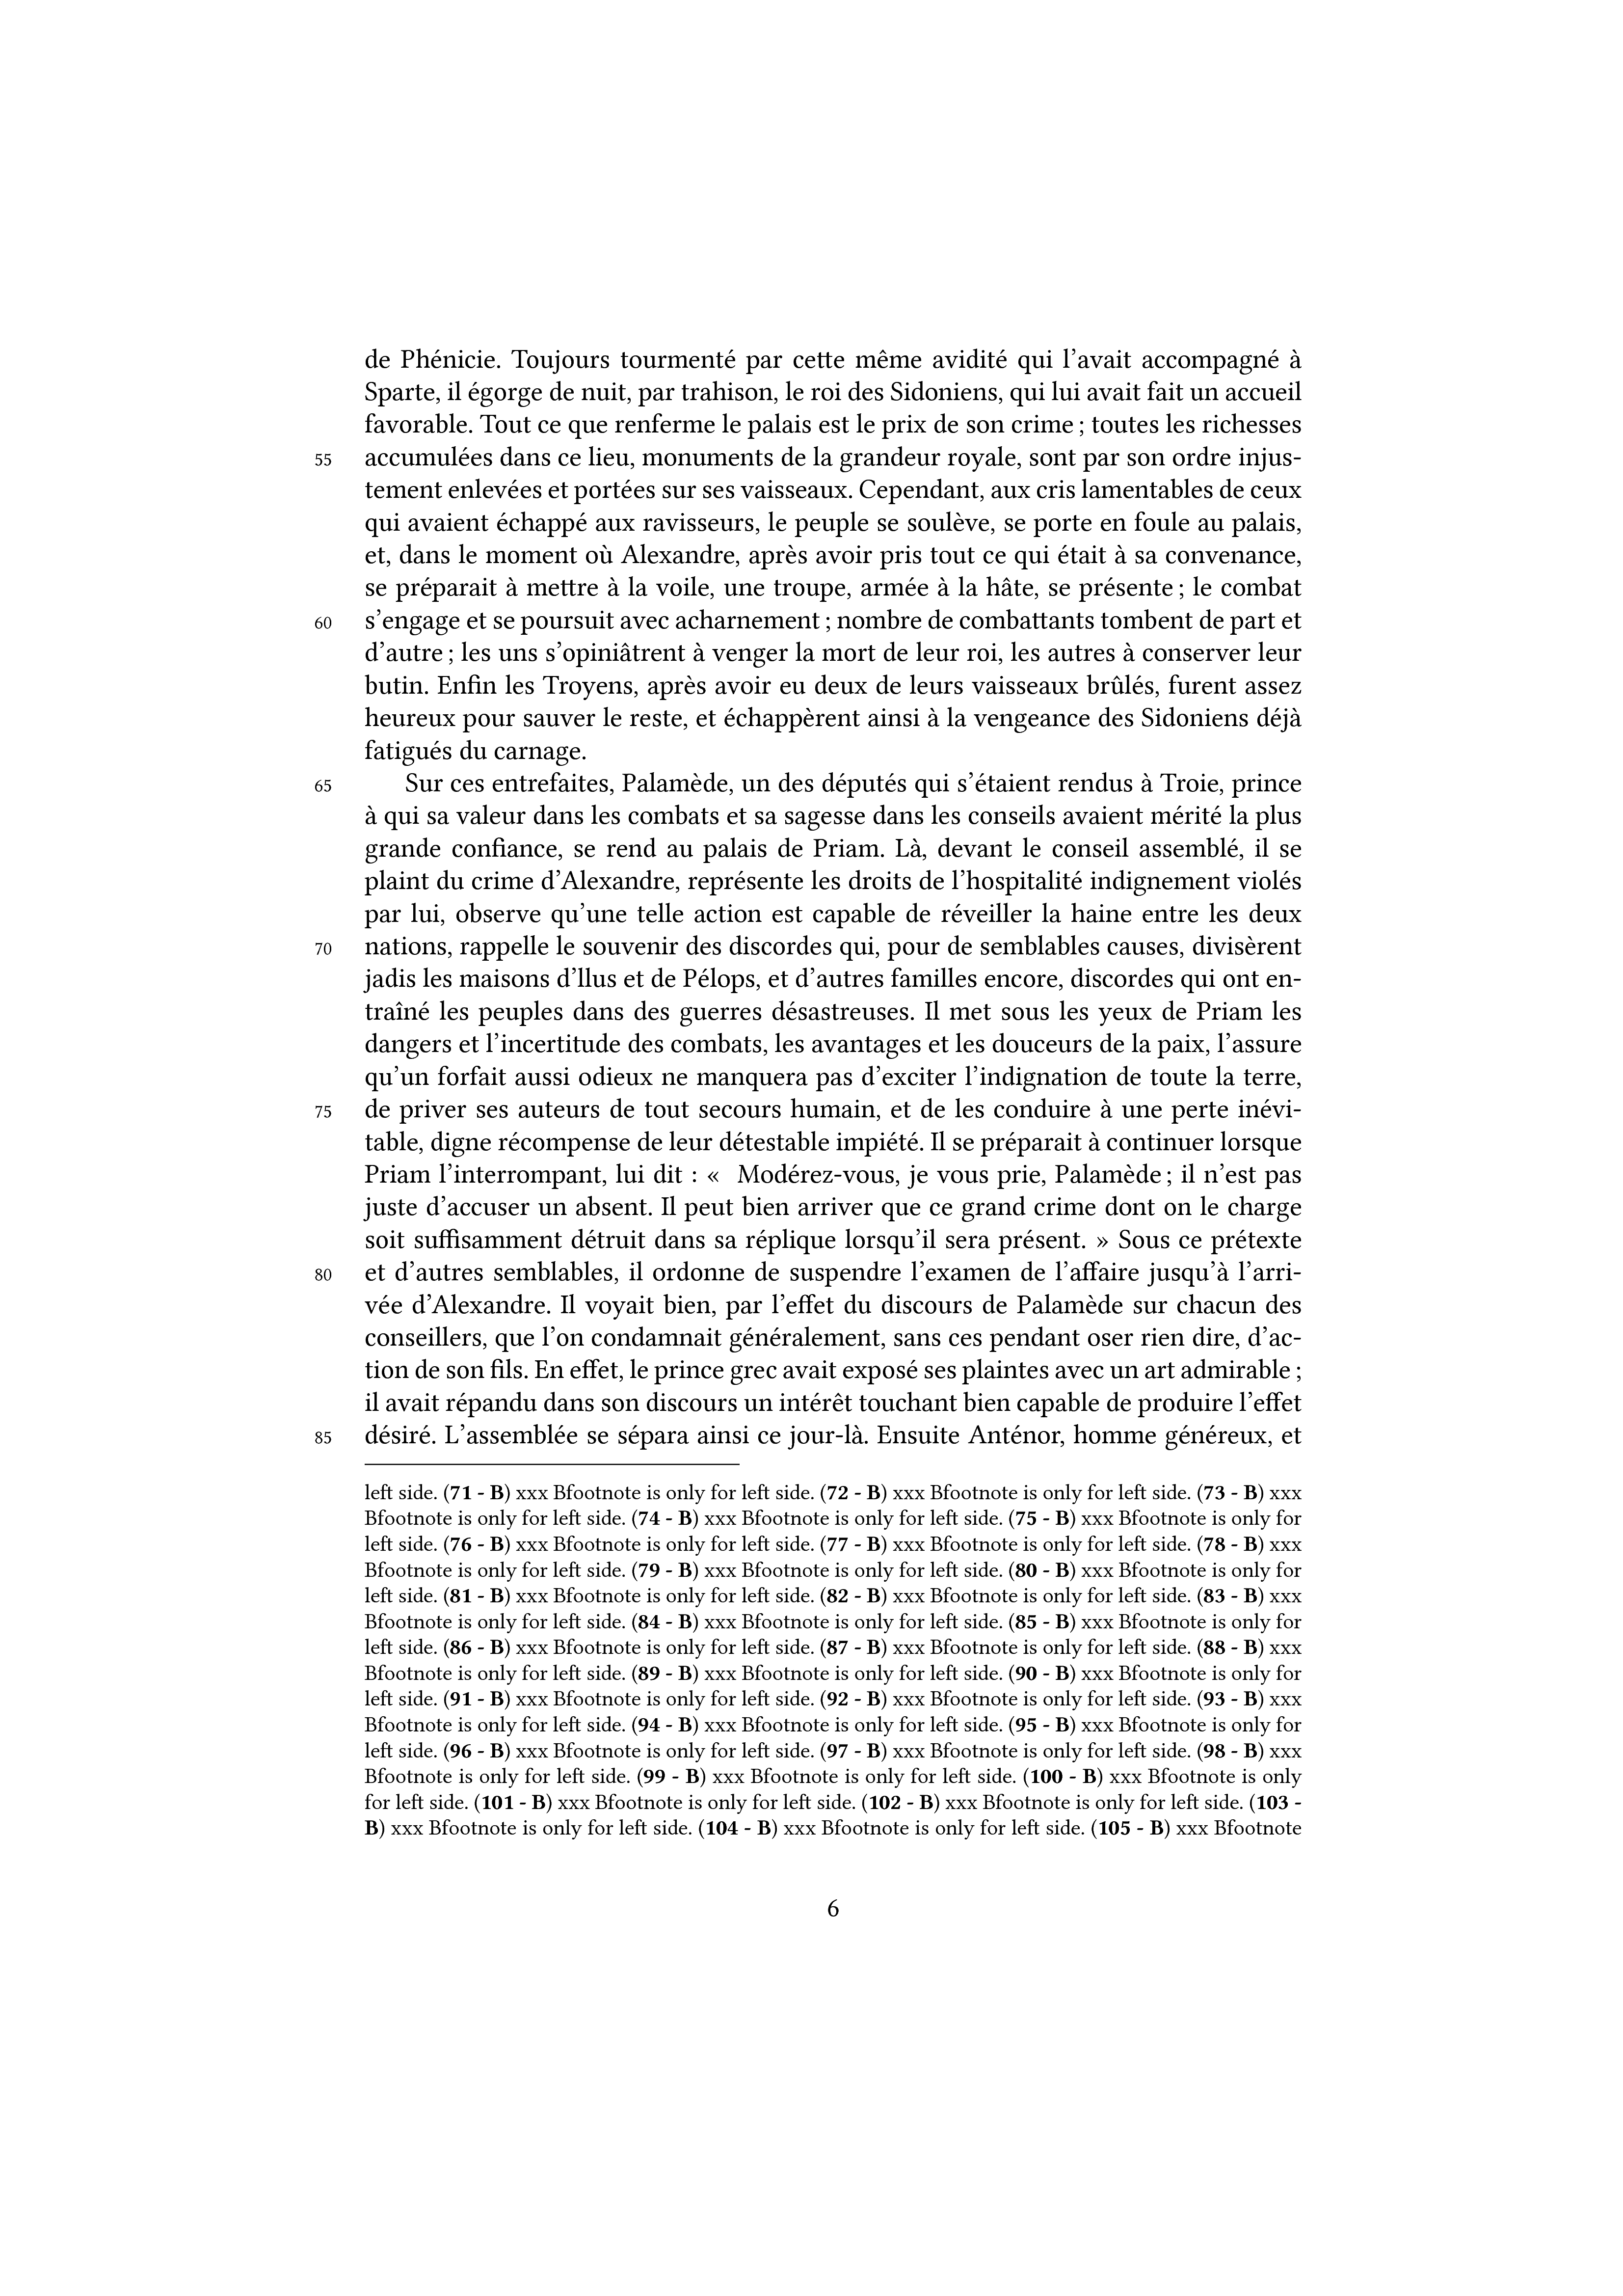 de Phénicie. Toujours tourmenté par cette même avidité qui l’avait accompagné à
Sparte, il égorge de nuit, par trahison, le roi des Sidoniens, qui lui avait fait un accueil
favorable. Tout ce que renferme le palais est le prix de son crime ; toutes les richesses
55 accumulées dans ce lieu, monuments de la grandeur royale, sont par son ordre injus-
tement enlevées et portées sur ses vaisseaux. Cependant, aux cris lamentables de ceux
qui avaient échappé aux ravisseurs, le peuple se soulève, se porte en foule au palais,
et, dans le moment où Alexandre, après avoir pris tout ce qui était à sa convenance,
se préparait à mettre à la voile, une troupe, armée à la hâte, se présente ; le combat
60 s’engage et se poursuit avec acharnement ; nombre de combattants tombent de part et
d’autre ; les uns s’opiniâtrent à venger la mort de leur roi, les autres à conserver leur
butin. Enfin les Troyens, après avoir eu deux de leurs vaisseaux brûlés, furent assez
heureux pour sauver le reste, et échappèrent ainsi à la vengeance des Sidoniens déjà
fatigués du carnage.
65 Sur ces entrefaites, Palamède, un des députés qui s’étaient rendus à Troie, prince
à qui sa valeur dans les combats et sa sagesse dans les conseils avaient mérité la plus
grande confiance, se rend au palais de Priam. Là, devant le conseil assemblé, il se
plaint du crime d’Alexandre, représente les droits de l’hospitalité indignement violés
par lui, observe qu’une telle action est capable de réveiller la haine entre les deux
70 nations, rappelle le souvenir des discordes qui, pour de semblables causes, divisèrent
jadis les maisons d’llus et de Pélops, et d’autres familles encore, discordes qui ont en-
traîné les peuples dans des guerres désastreuses. Il met sous les yeux de Priam les
dangers et l’incertitude des combats, les avantages et les douceurs de la paix, l’assure
qu’un forfait aussi odieux ne manquera pas d’exciter l’indignation de toute la terre,
75 de priver ses auteurs de tout secours humain, et de les conduire à une perte inévi-
table, digne récompense de leur détestable impiété. Il se préparait à continuer lorsque
Priam l’interrompant, lui dit : « Modérez-vous, je vous prie, Palamède ; il n’est pas
juste d’accuser un absent. Il peut bien arriver que ce grand crime dont on le charge
soit suffisamment détruit dans sa réplique lorsqu’il sera présent. » Sous ce prétexte
80 et d’autres semblables, il ordonne de suspendre l’examen de l’affaire jusqu’à l’arri-
vée d’Alexandre. Il voyait bien, par l’effet du discours de Palamède sur chacun des
conseillers, que l’on condamnait généralement, sans ces pendant oser rien dire, d’ac-
tion de son fils. En effet, le prince grec avait exposé ses plaintes avec un art admirable ;
il avait répandu dans son discours un intérêt touchant bien capable de produire l’effet
85 désiré. L’assemblée se sépara ainsi ce jour-là. Ensuite Anténor, homme généreux, et
left side. (71 - B) xxx Bfootnote is only for left side. (72 - B) xxx Bfootnote is only for left side. (73 - B) xxx
Bfootnote is only for left side. (74 - B) xxx Bfootnote is only for left side. (75 - B) xxx Bfootnote is only for
left side. (76 - B) xxx Bfootnote is only for left side. (77 - B) xxx Bfootnote is only for left side. (78 - B) xxx
Bfootnote is only for left side. (79 - B) xxx Bfootnote is only for left side. (80 - B) xxx Bfootnote is only for
left side. (81 - B) xxx Bfootnote is only for left side. (82 - B) xxx Bfootnote is only for left side. (83 - B) xxx
Bfootnote is only for left side. (84 - B) xxx Bfootnote is only for left side. (85 - B) xxx Bfootnote is only for
left side. (86 - B) xxx Bfootnote is only for left side. (87 - B) xxx Bfootnote is only for left side. (88 - B) xxx
Bfootnote is only for left side. (89 - B) xxx Bfootnote is only for left side. (90 - B) xxx Bfootnote is only for
left side. (91 - B) xxx Bfootnote is only for left side. (92 - B) xxx Bfootnote is only for left side. (93 - B) xxx
Bfootnote is only for left side. (94 - B) xxx Bfootnote is only for left side. (95 - B) xxx Bfootnote is only for
left side. (96 - B) xxx Bfootnote is only for left side. (97 - B) xxx Bfootnote is only for left side. (98 - B) xxx
Bfootnote is only for left side. (99 - B) xxx Bfootnote is only for left side. (100 - B) xxx Bfootnote is only
for left side. (101 - B) xxx Bfootnote is only for left side. (102 - B) xxx Bfootnote is only for left side. (103 -
B) xxx Bfootnote is only for left side. (104 - B) xxx Bfootnote is only for left side. (105 - B) xxx Bfootnote
6